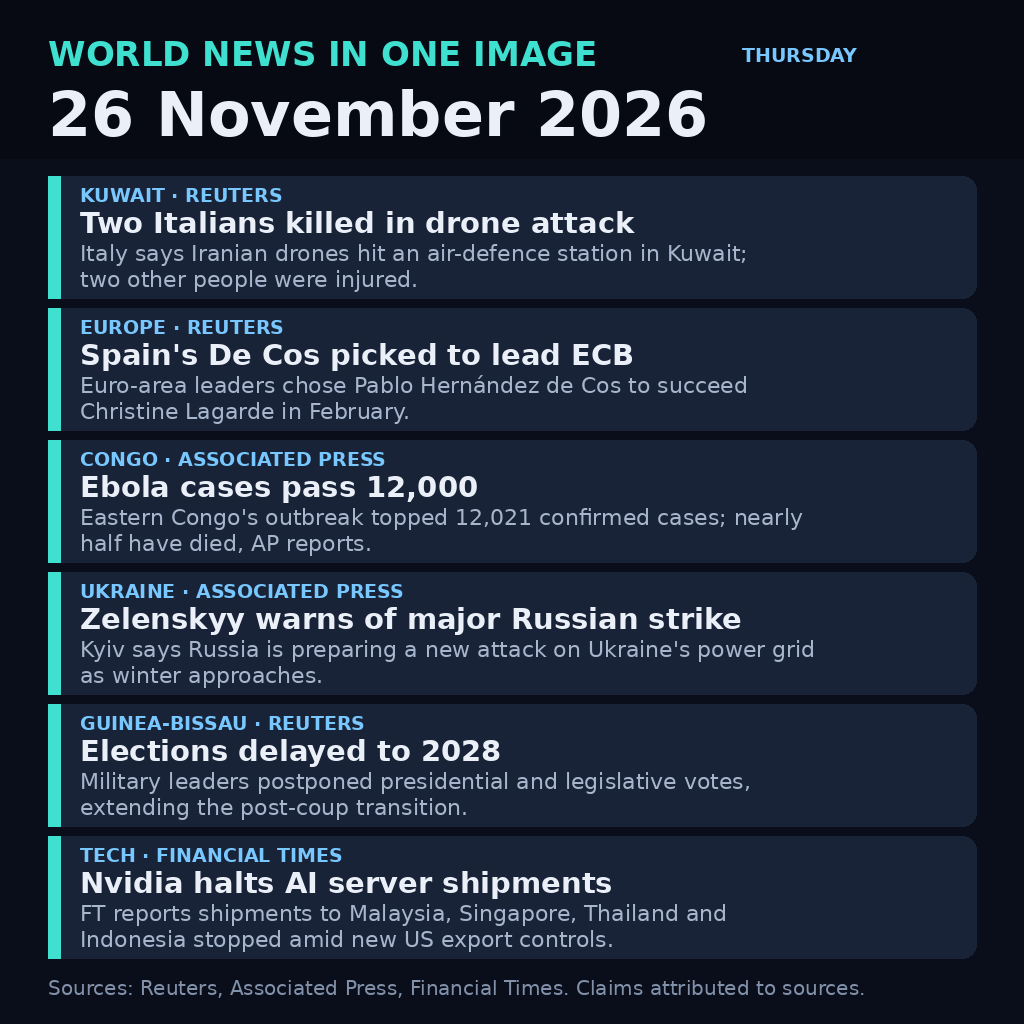 WORLD NEWS IN ONE IMAGE
THURSDAY
26 November 2026
KUWAIT · REUTERS
Two Italians killed in drone attack
Italy says Iranian drones hit an air-defence station in Kuwait;
two other people were injured.
EUROPE · REUTERS
Spain's De Cos picked to lead ECB
Euro-area leaders chose Pablo Hernández de Cos to succeed
Christine Lagarde in February.
CONGO · ASSOCIATED PRESS
Ebola cases pass 12,000
Eastern Congo's outbreak topped 12,021 confirmed cases; nearly
half have died, AP reports.
UKRAINE · ASSOCIATED PRESS
Zelenskyy warns of major Russian strike
Kyiv says Russia is preparing a new attack on Ukraine's power grid
as winter approaches.
GUINEA-BISSAU · REUTERS
Elections delayed to 2028
Military leaders postponed presidential and legislative votes,
extending the post-coup transition.
TECH · FINANCIAL TIMES
Nvidia halts AI server shipments
FT reports shipments to Malaysia, Singapore, Thailand and
Indonesia stopped amid new US export controls.
Sources: Reuters, Associated Press, Financial Times. Claims attributed to sources.